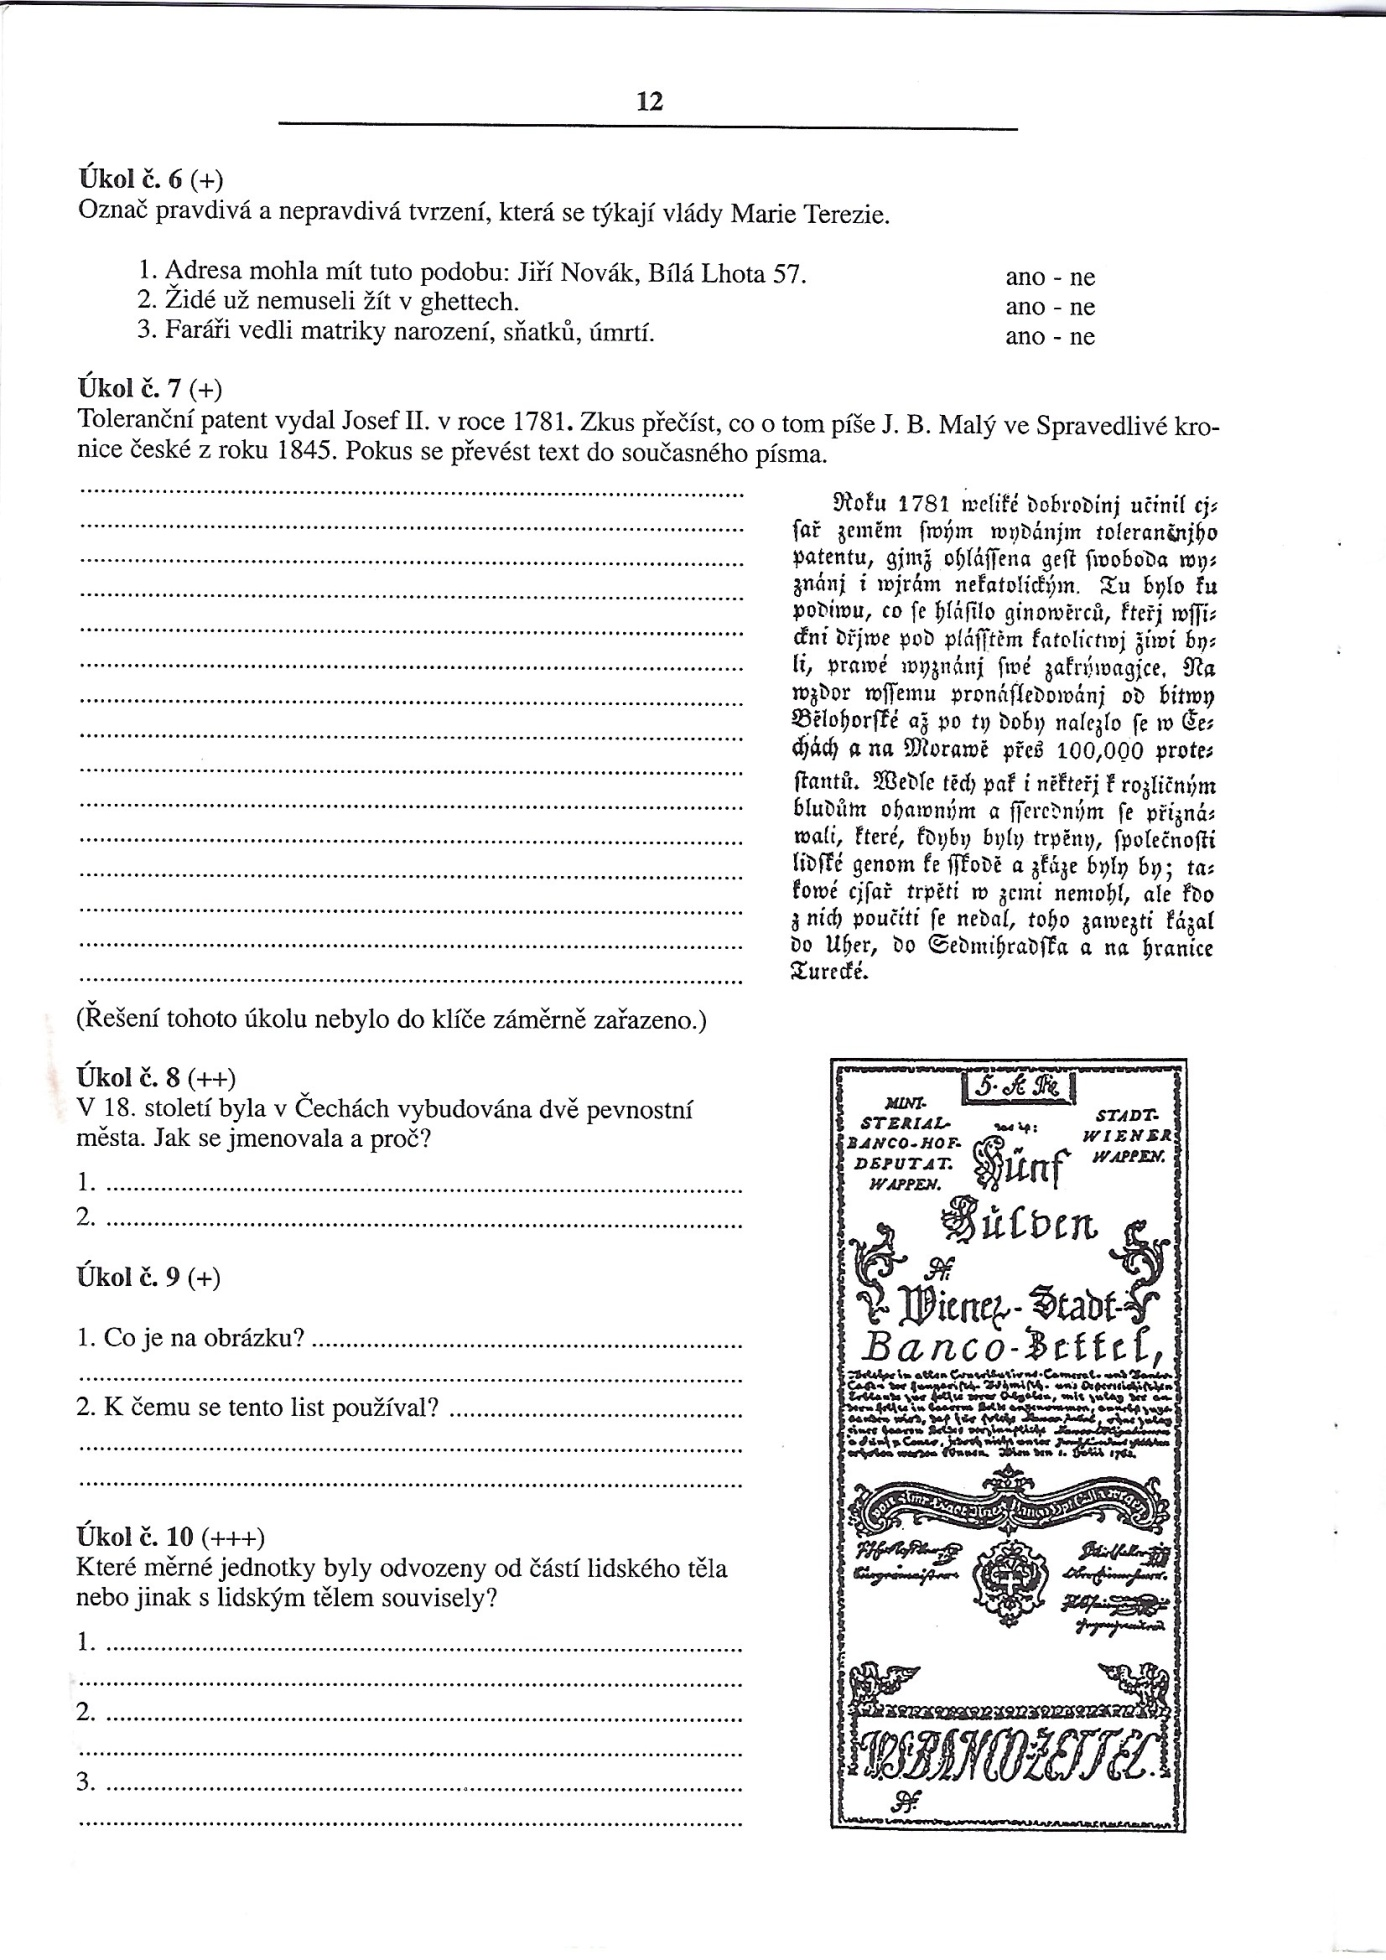 12
Úkol č. 6 (+)
Označ pravdivá a nepravdivá tvrzení, která se týkají vlády Marie Terezie.
1. Adresa mohla mít tuto podobu: Jiří Novák, Bílá Lhota 57. ano - ne
2. Židé už nemuseli žít v ghettech. ano - ne
3. Faráři vedli matriky narození, sňatků, úmrtí. ano - ne
Úkol č. 7 (+)
Toleranční patent vydal Josef II. v roce 1781. Zkus přečíst, co o tom píše J. B. Malý ve Spravedlivé kro-
nice české z roku 1845. Pokus se převést text do současného písma.
Roku 1781 weliké dobrodinj učinil cj-
ſař zeměm ſwým wydánjm tolerančnjho
patentu, gjmž ohláſſena geſt ſwoboda wy-
znánj i wjrám nekatolickým. Tu bylo ku
podiwu, co ſe hláſilo ginowěrců, kteřj wſſi-
ckni dřjwe pod pláſſtěm katolictwj žiwi by-
li, prawé wyznánj ſwé zakrýwagjce. Na
wzdor wſſemu pronáſledowánj od bitwy
Bělohorſké až po ty doby nalezlo ſe w Če-
chách a na Morawě přes 100,000 prote-
ſtantů. Wedle těch pak i někteřj k rozličným
bludům ohawným a ſſeredným ſe přizná-
wali, které, kdyby byly trpěny, ſpolečnoſti
lidſké genom ke ſſkodě a zkáze byly by; ta-
kowé cjſař trpěti w zemi nemohl, ale kdo
z nich poučiti ſe nedal, toho zawezti kázal
do Uher, do Sedmihradſka a na hranice
Turecké.
(Řešení tohoto úkolu nebylo do klíče záměrně zařazeno.)
Úkol č. 8 (++)
V 18. století byla v Čechách vybudována dvě pevnostní
města. Jak se jmenovala a proč?
1.
2.
Úkol č. 9 (+)
1. Co je na obrázku?
2. K čemu se tento list používal?
Úkol č. 10 (+++)
Které měrné jednotky byly odvozeny od částí lidského těla
nebo jinak s lidským tělem souvisely?
1.
2.
3.
MINI-
STERIAL-
BANCO-HOF-
DEPUTAT.
WAPPEN.
STADT-
WIENER
WAPPEN.
Fünf
Gülden
Wiener-Stadt-
Banco-Zettel,
W.S.BANCO-ZETTEL.